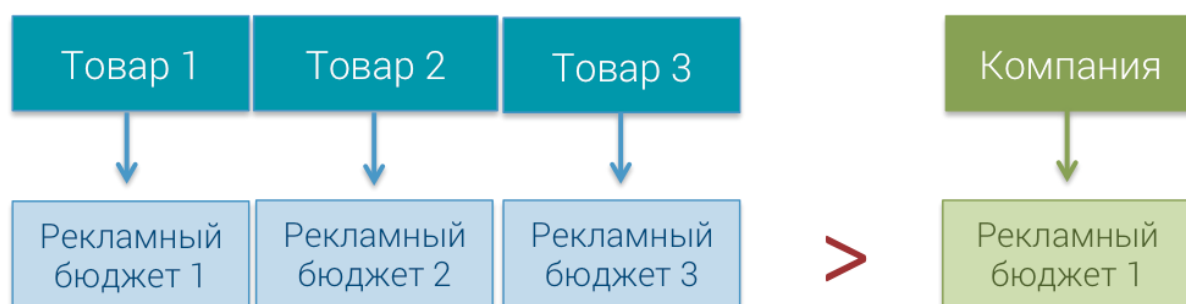 Товар 1
Товар 2
Товар 3
Компания
Рекламный
бюджет 1
Рекламный
бюджет 2
Рекламный
бюджет 3
>
Рекламный
бюджет 1